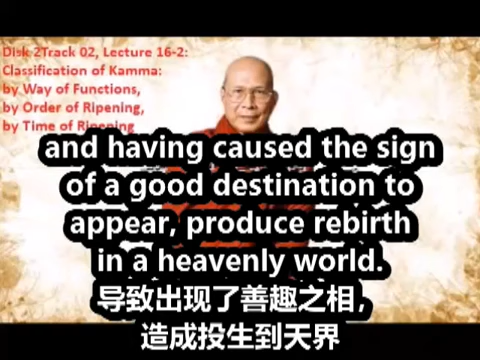 Disk 2Track 02, Lecture 16-2:
Classification of Kamma:
by Way of Functions,
by Order of Ripening,
by Time of Ripening
and having caused the sign
of a good destination to
appear, produce rebirth
in a heavenly world.
导致出现了善趣之相，
造成投生到天界